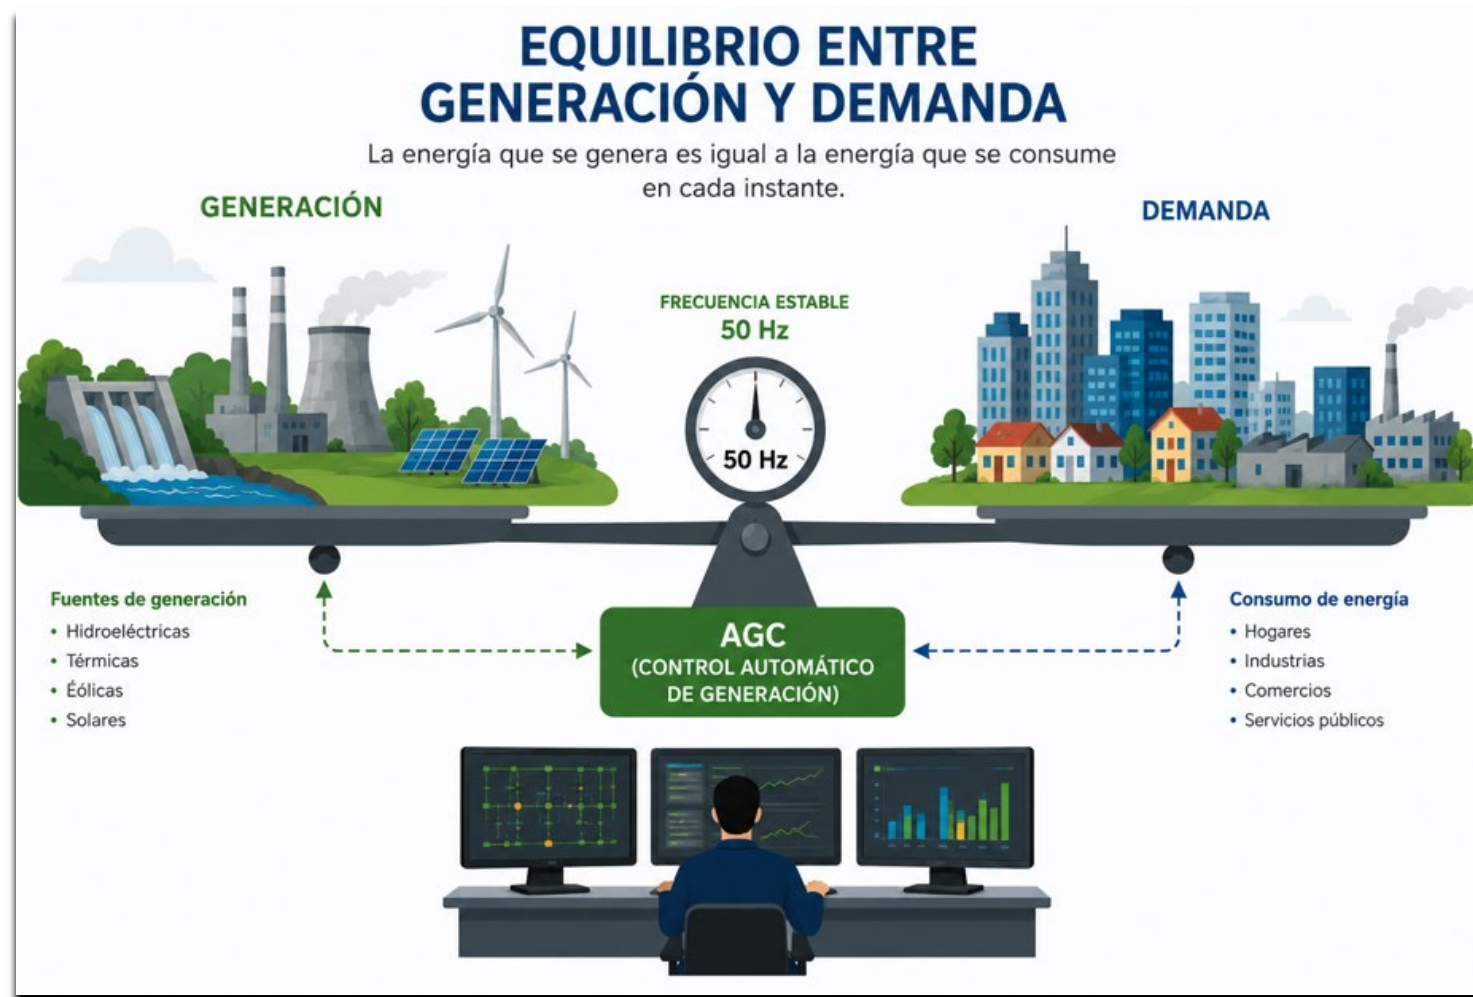 EQUILIBRIO ENTRE
GENERACIÓN Y DEMANDA
La energía que se genera es igual a la energía que se consume
en cada instante.
GENERACIÓN
DEMANDA
FRECUENCIA ESTABLE
50 Hz
50 Hz
Fuentes de generación
• Hidroeléctricas
• Térmicas
• Éólicas
• Solares
AGC
(CONTROL AUTOMÁTICO
DE GENERACIÓN)
Consumo de energía
• Hogares
• Industrias
• Comercios
• Servicios públicos